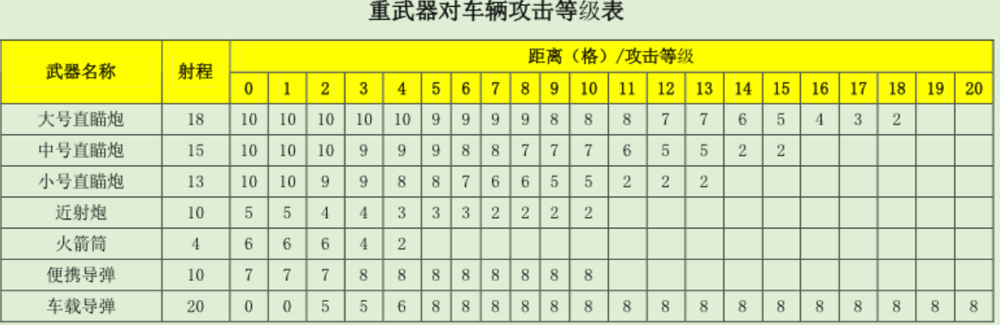 重武器对车辆攻击等级表
武器名称 射程 距离（格）/攻击等级
0 1 2 3 4 5 6 7 8 9 10 11 12 13 14 15 16 17 18 19 20
大号直瞄炮 18 10 10 10 10 10 9 9 9 9 8 8 8 7 7 6 5 4 3 2
中号直瞄炮 15 10 10 10 9 9 9 8 8 7 7 7 6 5 5 2 2
小号直瞄炮 13 10 10 9 9 8 8 7 6 6 5 5 2 2 2
近射炮 10 5 5 4 4 3 3 3 2 2 2 2
火箭筒 4 6 6 6 4 2
便携导弹 10 7 7 7 8 8 8 8 8 8 8 8
车载导弹 20 0 0 5 5 6 8 8 8 8 8 8 8 8 8 8 8 8 8 8 8 8